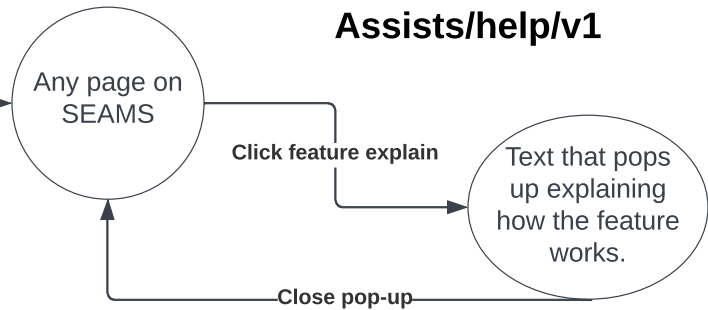 Assists/help/v1
Any page on
SEAMS
Click feature explain
Text that pops
up explaining
how the feature
works.
Close pop-up